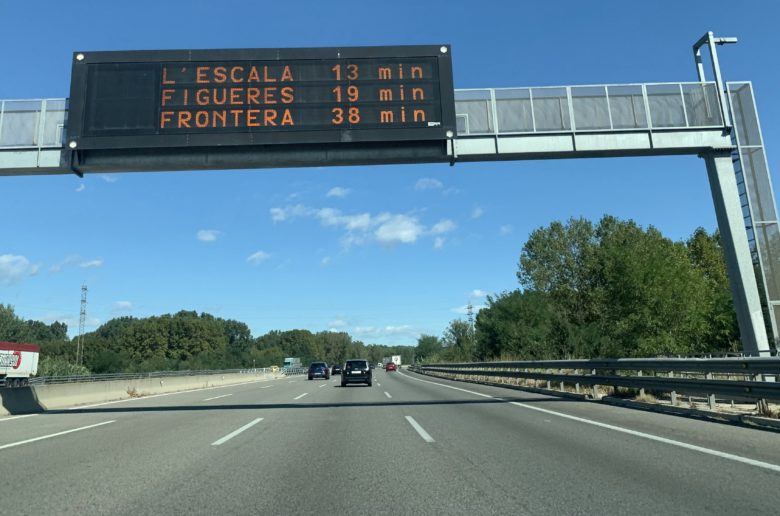 L'ESCALA 13 min
FIGUERES 19 min
FRONTERA 38 min